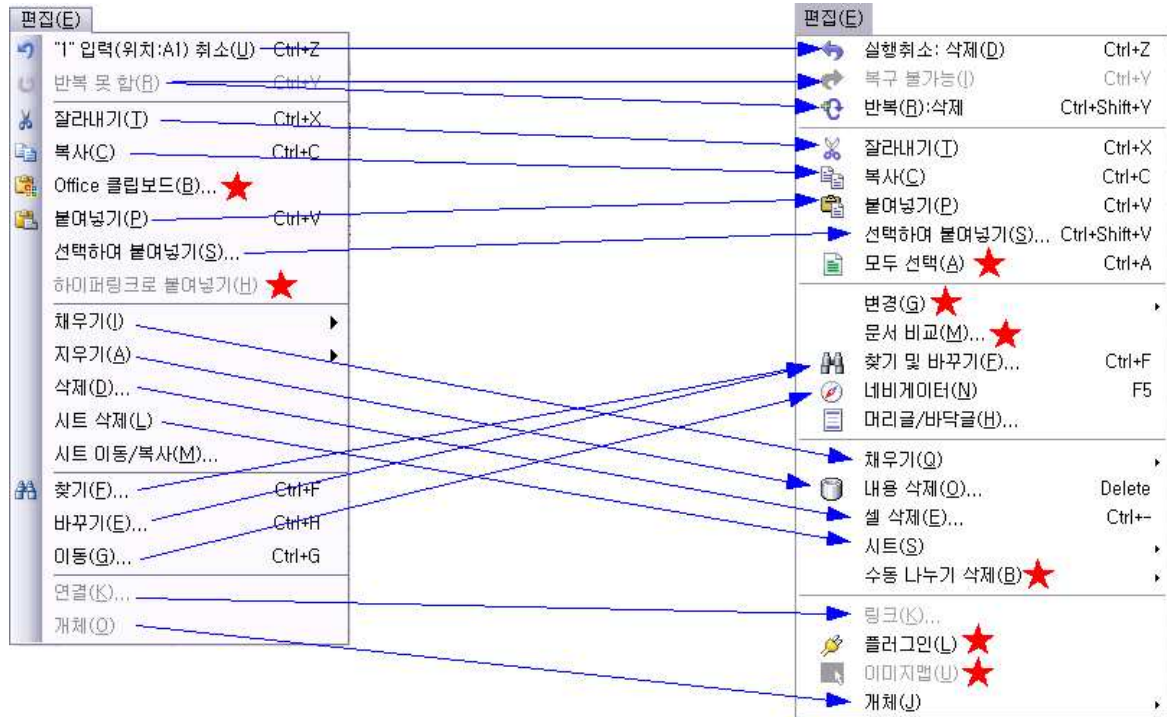 편집(E)
"1" 입력(위치:A1) 취소(U) Ctrl+Z
반복 못 함(R) Ctrl+Y
잘라내기(T) Ctrl+X
복사(C) Ctrl+C
Office 클립보드(B)...
붙여넣기(P) Ctrl+V
선택하여 붙여넣기(S)...
하이퍼링크로 붙여넣기(H)
채우기(I)
지우기(A)
삭제(D)...
시트 삭제(L)
시트 이동/복사(M)...
찾기(F)... Ctrl+F
바꾸기(E)... Ctrl+H
이동(G)... Ctrl+G
연결(K)...
개체(O)
편집(E)
실행취소: 삭제(D) Ctrl+Z
복구 불가능(I) Ctrl+Y
반복(R):삭제 Ctrl+Shift+Y
잘라내기(T) Ctrl+X
복사(C) Ctrl+C
붙여넣기(P) Ctrl+V
선택하여 붙여넣기(S)... Ctrl+Shift+V
모두 선택(A) Ctrl+A
변경(G)
문서 비교(M)...
찾기 및 바꾸기(F)... Ctrl+F
네비게이터(N) F5
머리글/바닥글(H)...
채우기(Q)
내용 삭제(O)... Delete
셀 삭제(E)... Ctrl+-
시트(S)
수동 나누기 삭제(B)
링크(K)...
플러그인(L)
이미지맵(U)
개체(J)